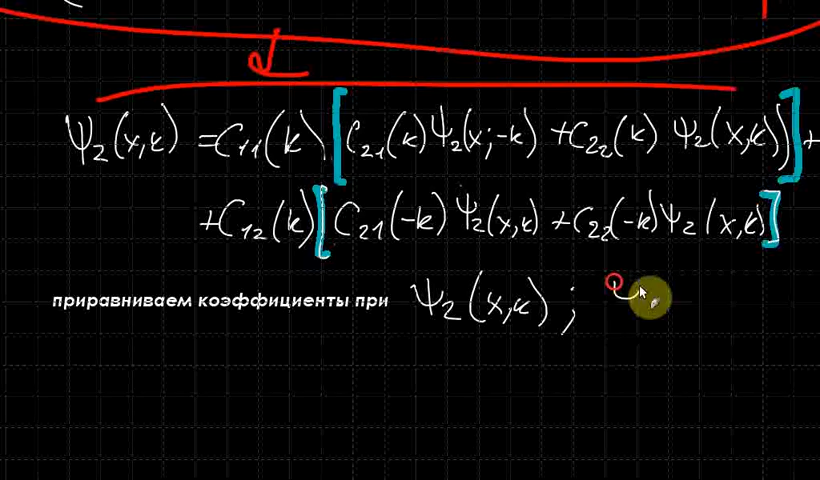 Ψ₂(x,k) = C₁₁(k) [C₂₁(k)Ψ₂(x;-k) + C₂₂(k) Ψ₂(x,k)] +
+ C₁₂(k) [C₂₁(-k) Ψ₂(x,k) + C₂₂(-k)Ψ₂(x,k)]
приравниваем коэффициенты при Ψ₂(x,k) ;